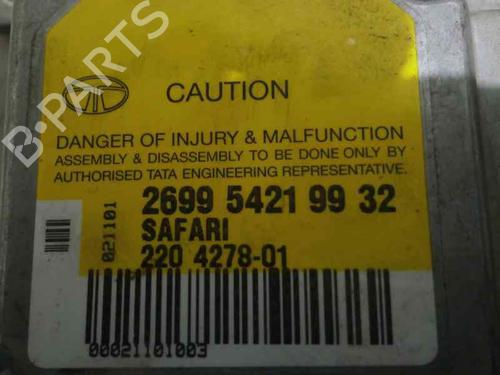 CAUTION
DANGER OF INJURY & MALFUNCTION
ASSEMBLY & DISASSEMBLY TO BE DONE ONLY BY
AUTHORISED TATA ENGINEERING REPRESENTATIVE.
021101
2699 5421 99 32
SAFARI
220 4278-01
00021101003
B-PARTS